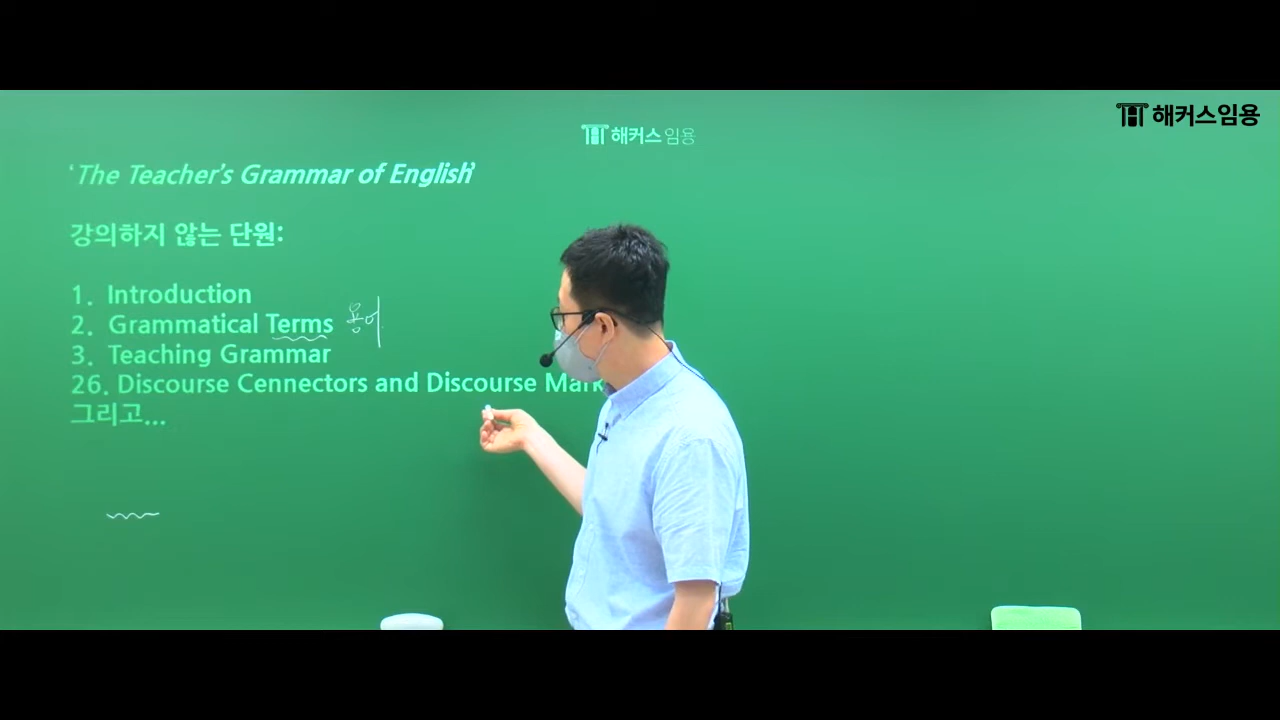 해커스임용
해커스임용
‘The Teacher's Grammar of English’
강의하지 않는 단원:
1. Introduction
2. Grammatical Terms 용어
3. Teaching Grammar
26. Discourse Cennectors and Discourse Mark
그리고...